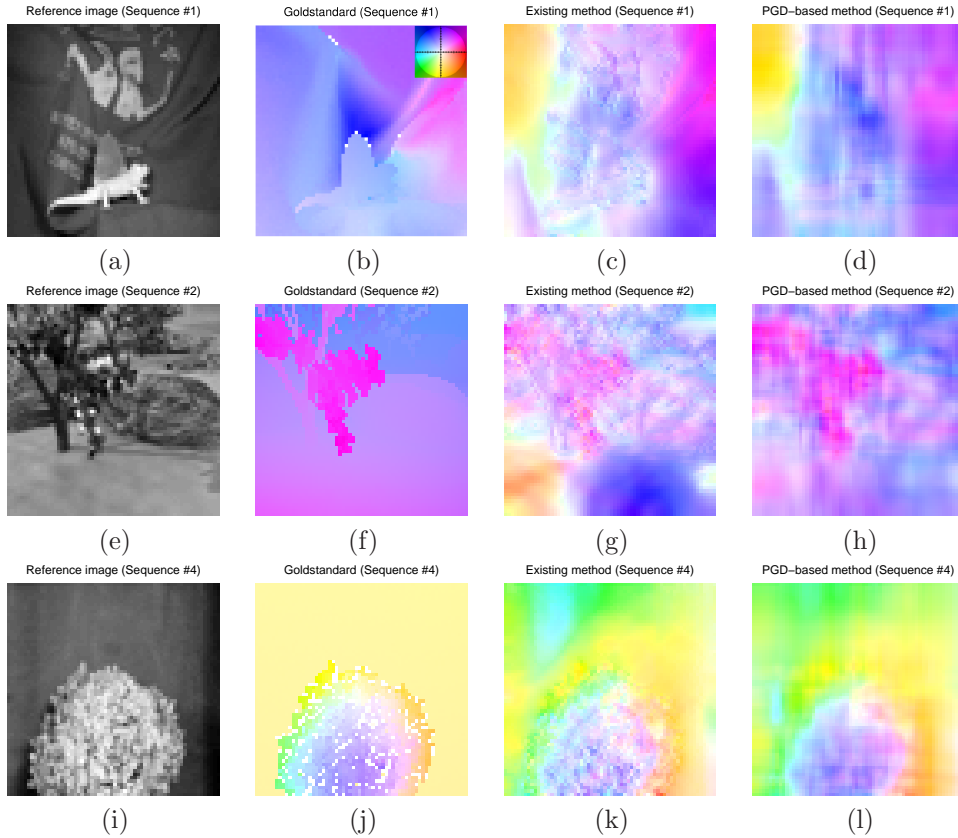 Reference image (Sequence #1)
Goldstandard (Sequence #1)
Existing method (Sequence #1)
PGD−based method (Sequence #1)
(a)
(b)
(c)
(d)
Reference image (Sequence #2)
Goldstandard (Sequence #2)
Existing method (Sequence #2)
PGD−based method (Sequence #2)
(e)
(f)
(g)
(h)
Reference image (Sequence #4)
Goldstandard (Sequence #4)
Existing method (Sequence #4)
PGD−based method (Sequence #4)
(i)
(j)
(k)
(l)